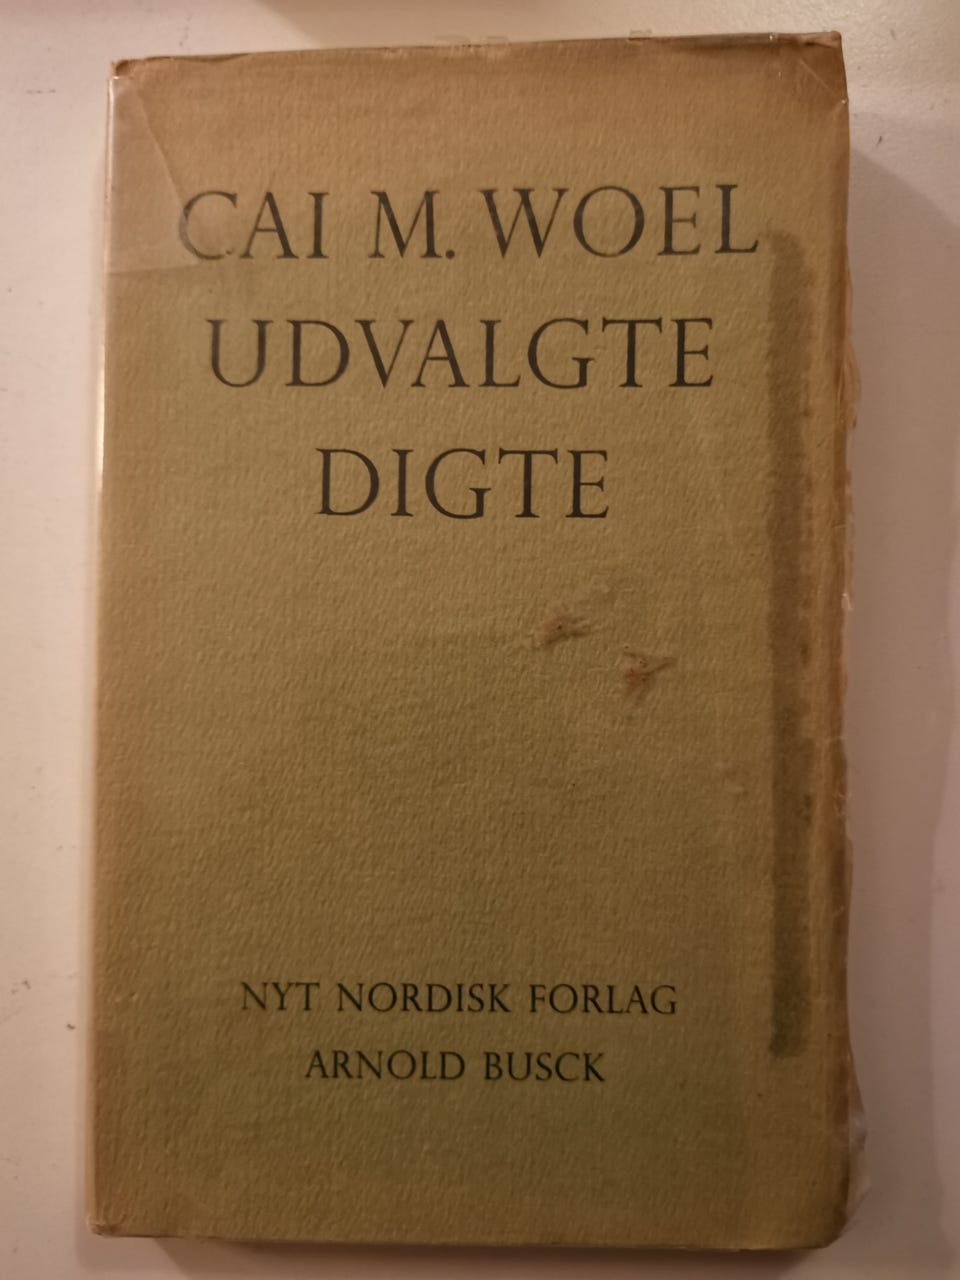 CAI M. WOEL
UDVALGTE
DIGTE
NYT NORDISK FORLAG
ARNOLD BUSCK